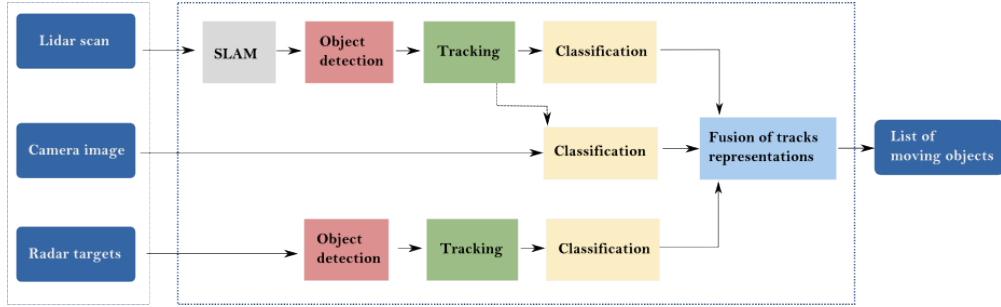 Lidar scan
SLAM
Object
detection
Tracking
Classification
Camera image
Classification
Fusion of tracks
representations
List of
moving objects
Radar targets
Object
detection
Tracking
Classification